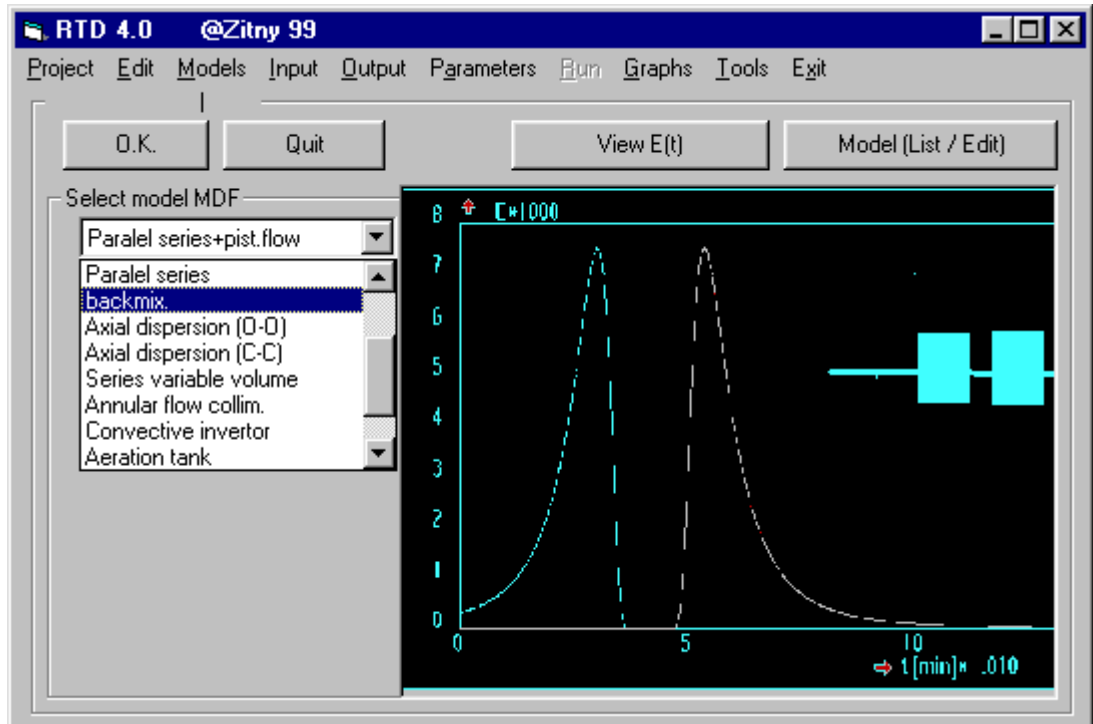 RTD 4.0 @Zitny 99
Project Edit Models Input Output Parameters Run Graphs Tools Exit
O.K. Quit View E(t) Model (List / Edit)
Select model MDF
Paralel series+pist.flow
Paralel series
backmix.
Axial dispersion (O-O)
Axial dispersion (C-C)
Series variable volume
Annular flow collim.
Convective invertor
Aeration tank
8 E*1000
7
6
5
4
3
2
1
0
0 5 10
t[min]* .010